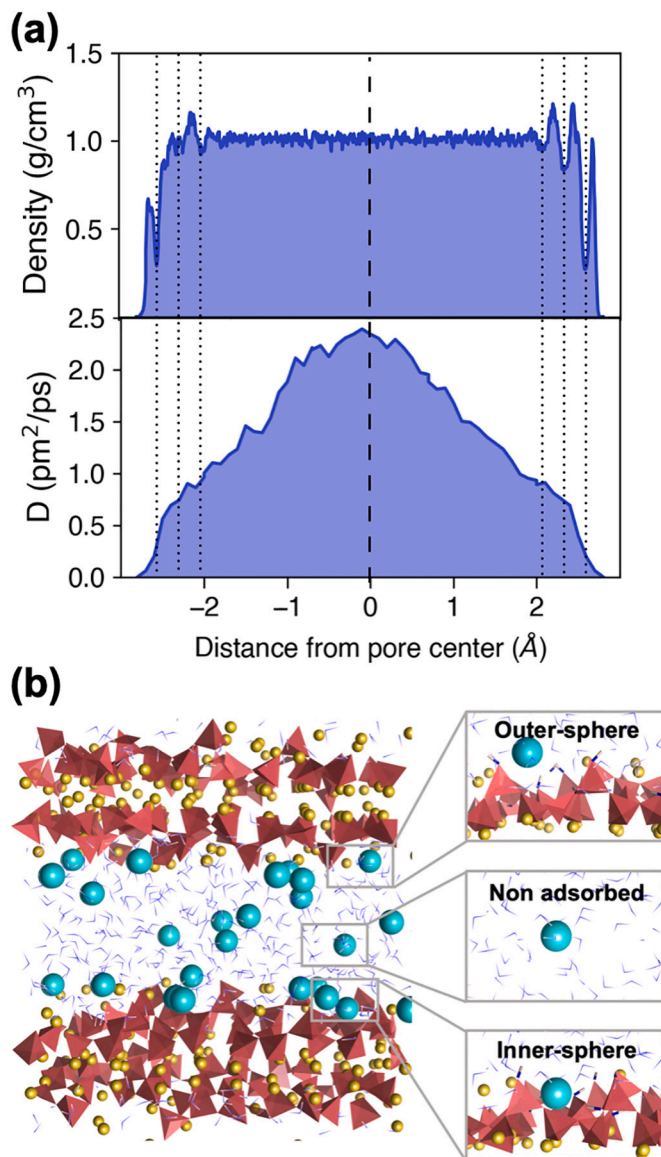 (a)
Density (g/cm³)
1.5
1.0
0.5
D (pm²/ps)
2.5
2.0
1.5
1.0
0.5
0.0
−2 −1 0 1 2
Distance from pore center (Å)
(b)
Outer-sphere
Non adsorbed
Inner-sphere